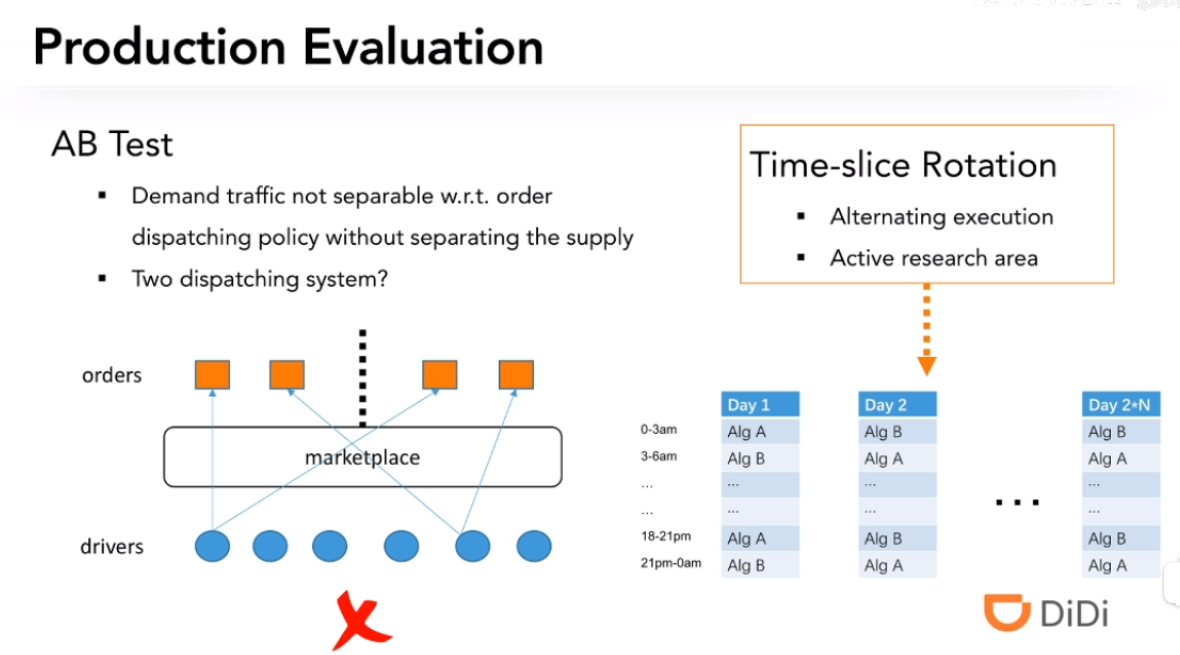 Production Evaluation
AB Test
▪ Demand traffic not separable w.r.t. order
dispatching policy without separating the supply
▪ Two dispatching system?
orders
marketplace
drivers
Time-slice Rotation
▪ Alternating execution
▪ Active research area
Day 1 Day 2 Day 2*N
0-3am Alg A Alg B Alg B
3-6am Alg B Alg A Alg A
... ... ... ...
... ... ... ...
18-21pm Alg A Alg B Alg B
21pm-0am Alg B Alg A Alg A
...
DiDi